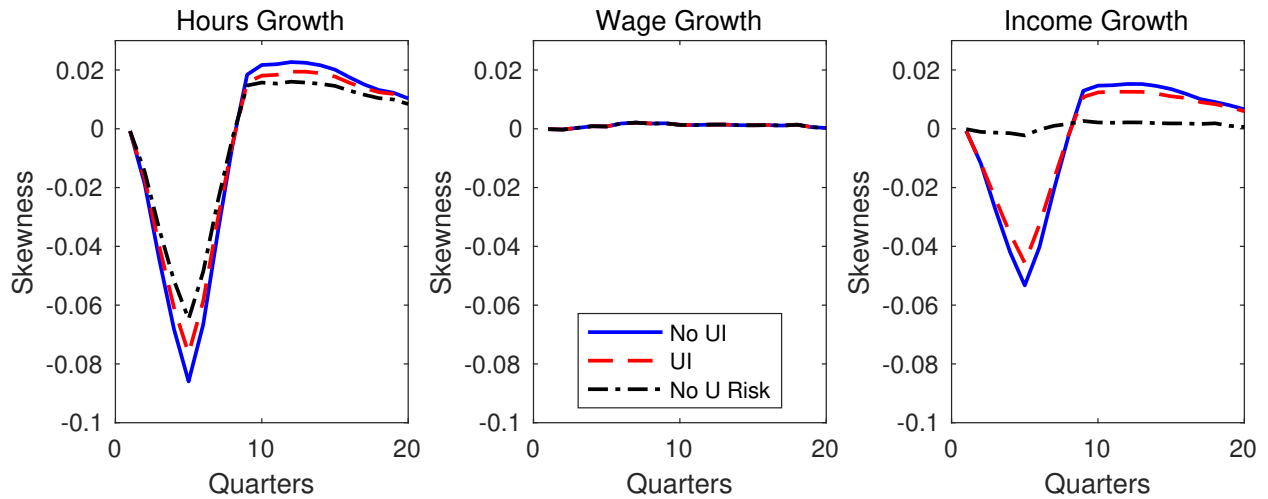 Hours Growth
Skewness
0.02
0
-0.02
-0.04
-0.06
-0.08
-0.1
0
10
20
Quarters
Wage Growth
Skewness
0.02
0
-0.02
-0.04
-0.06
-0.08
-0.1
0
10
20
Quarters
No UI
UI
No U Risk
Income Growth
Skewness
0.02
0
-0.02
-0.04
-0.06
-0.08
-0.1
0
10
20
Quarters